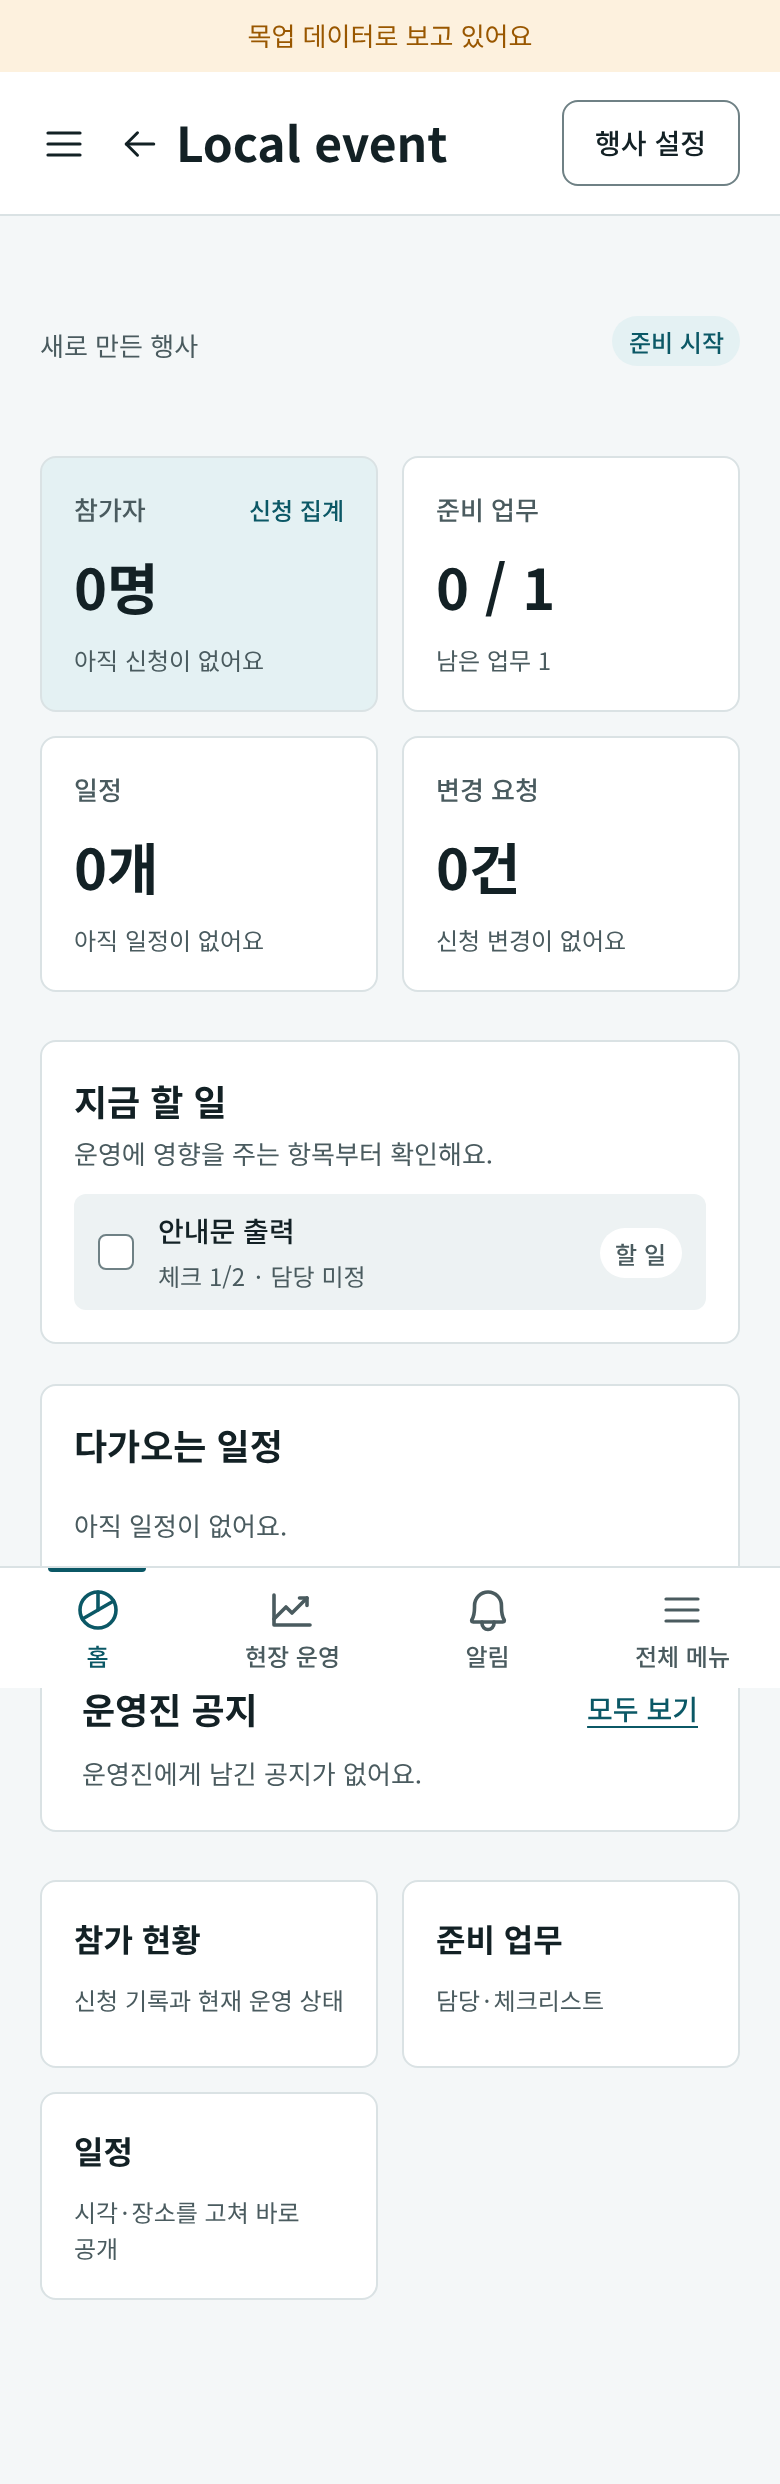 목업 데이터로 보고 있어요
Local event
행사 설정
새로 만든 행사
준비 시작
참가자
신청 집계
0명
아직 신청이 없어요
준비 업무
0 / 1
남은 업무 1
일정
0개
아직 일정이 없어요
변경 요청
0건
신청 변경이 없어요
지금 할 일
운영에 영향을 주는 항목부터 확인해요.
안내문 출력
체크 1/2 · 담당 미정
할 일
다가오는 일정
아직 일정이 없어요.
홈
현장 운영
알림
전체 메뉴
운영진 공지
모두 보기
운영진에게 남긴 공지가 없어요.
참가 현황
신청 기록과 현재 운영 상태
준비 업무
담당·체크리스트
일정
시각·장소를 고쳐 바로
공개